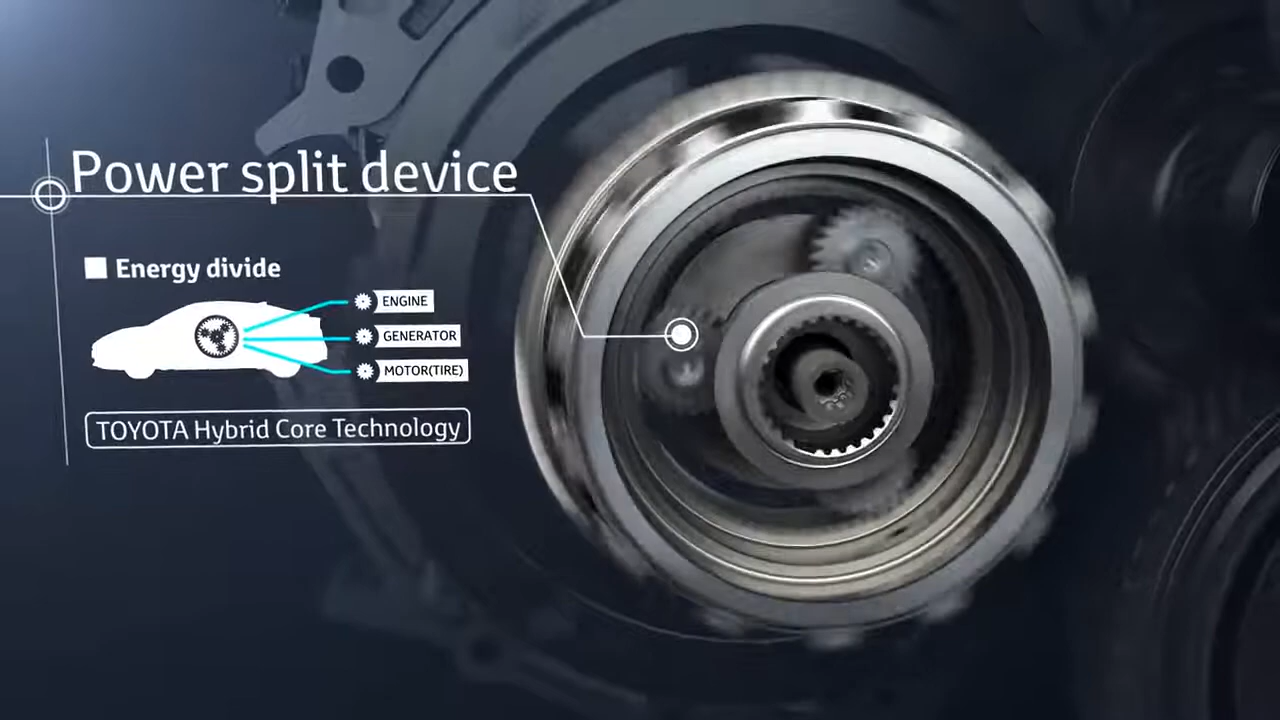 Power split device
Energy divide
ENGINE
GENERATOR
MOTOR(TIRE)
TOYOTA Hybrid Core Technology